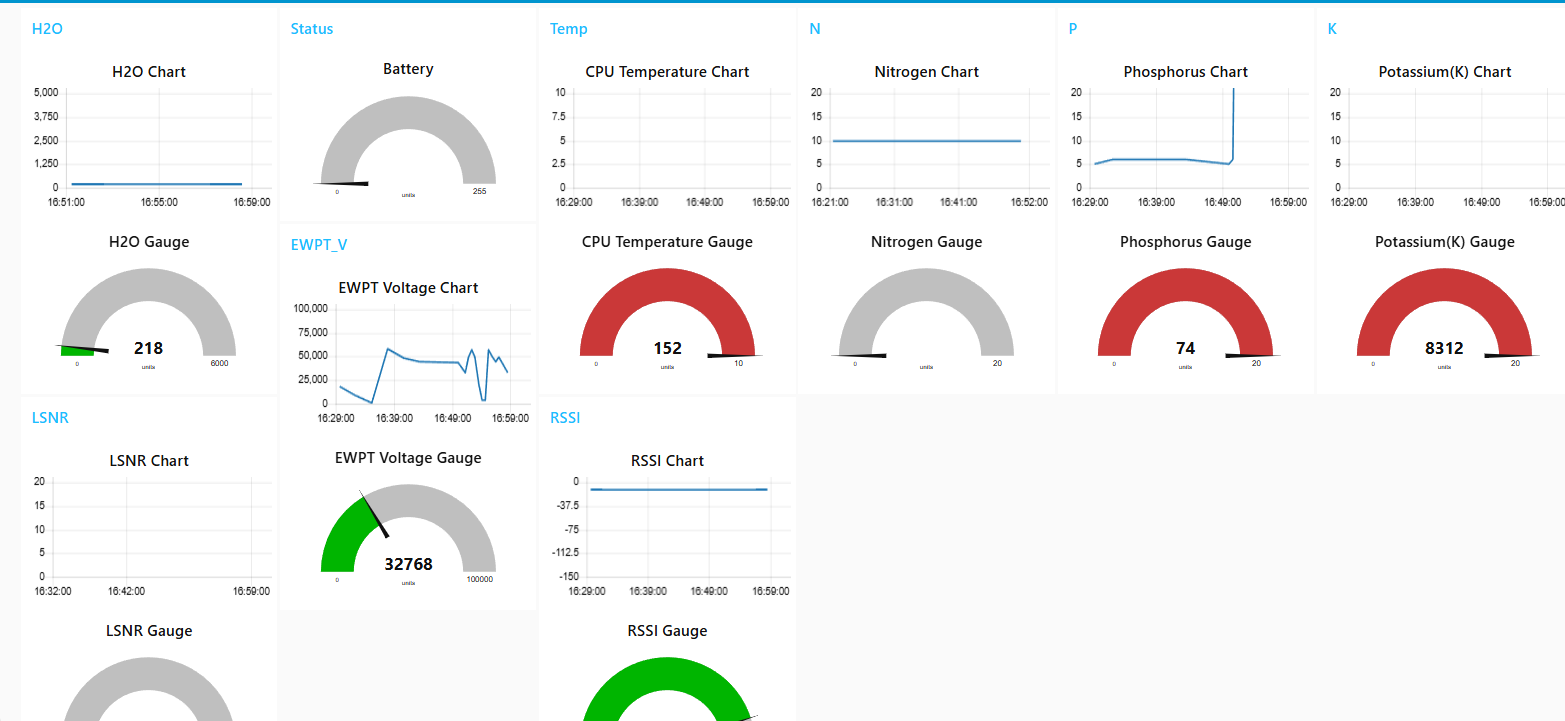 H2O
H2O Chart
5,000
3,750
2,500
1,250
0
16:51:00 16:55:00 16:59:00
H2O Gauge
218
units
0 6000
Status
Battery
0 255
units
EWPT_V
EWPT Voltage Chart
100,000
75,000
50,000
25,000
0
16:29:00 16:39:00 16:49:00 16:59:00
EWPT Voltage Gauge
32768
units
0 100000
Temp
CPU Temperature Chart
10
7.5
5
2.5
0
16:29:00 16:39:00 16:49:00 16:59:00
CPU Temperature Gauge
152
units
0 10
N
Nitrogen Chart
20
15
10
5
0
16:21:00 16:31:00 16:41:00 16:52:00
Nitrogen Gauge
0 20
units
P
Phosphorus Chart
20
15
10
5
0
16:29:00 16:39:00 16:49:00 16:59:00
Phosphorus Gauge
74
units
0 20
K
Potassium(K) Chart
20
15
10
5
0
16:29:00 16:39:00 16:49:00 16:59:00
Potassium(K) Gauge
8312
units
0 20
LSNR
LSNR Chart
20
15
10
5
0
16:32:00 16:42:00 16:59:00
LSNR Gauge
RSSI
RSSI Chart
0
-37.5
-75
-112.5
-150
16:29:00 16:39:00 16:49:00 16:59:00
RSSI Gauge